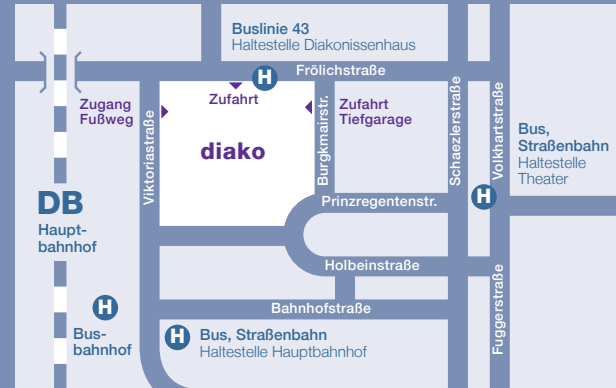 Buslinie 43
Haltestelle Diakonissenhaus
H
Frölichstraße
Zufahrt
Zugang
Fußweg
Zufahrt
Tiefgarage
diako
Viktoriastraße
Burgkmairstr.
Schaezlerstraße
Volkhartstraße
Bus,
Straßenbahn
Haltestelle
Theater
H
Prinzregentenstr.
DB
Haupt-
bahnhof
Holbeinstraße
Fuggerstraße
Bahnhofstraße
H
Bus-
bahnhof
H
Bus, Straßenbahn
Haltestelle Hauptbahnhof